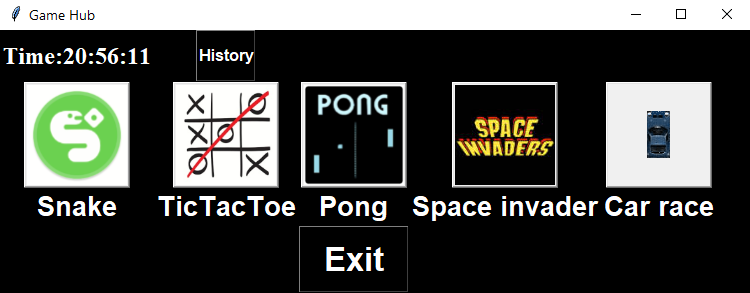 Game Hub
Time:20:56:11
History
PONG
SPACE
INVADERS
Snake
TicTacToe
Pong
Space invader
Car race
Exit